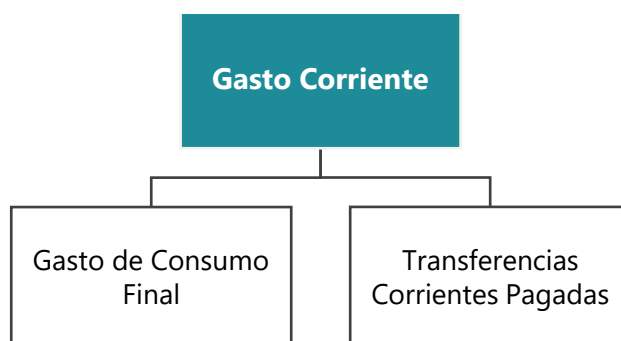 Gasto Corriente
Gasto de Consumo
Final
Transferencias
Corrientes Pagadas